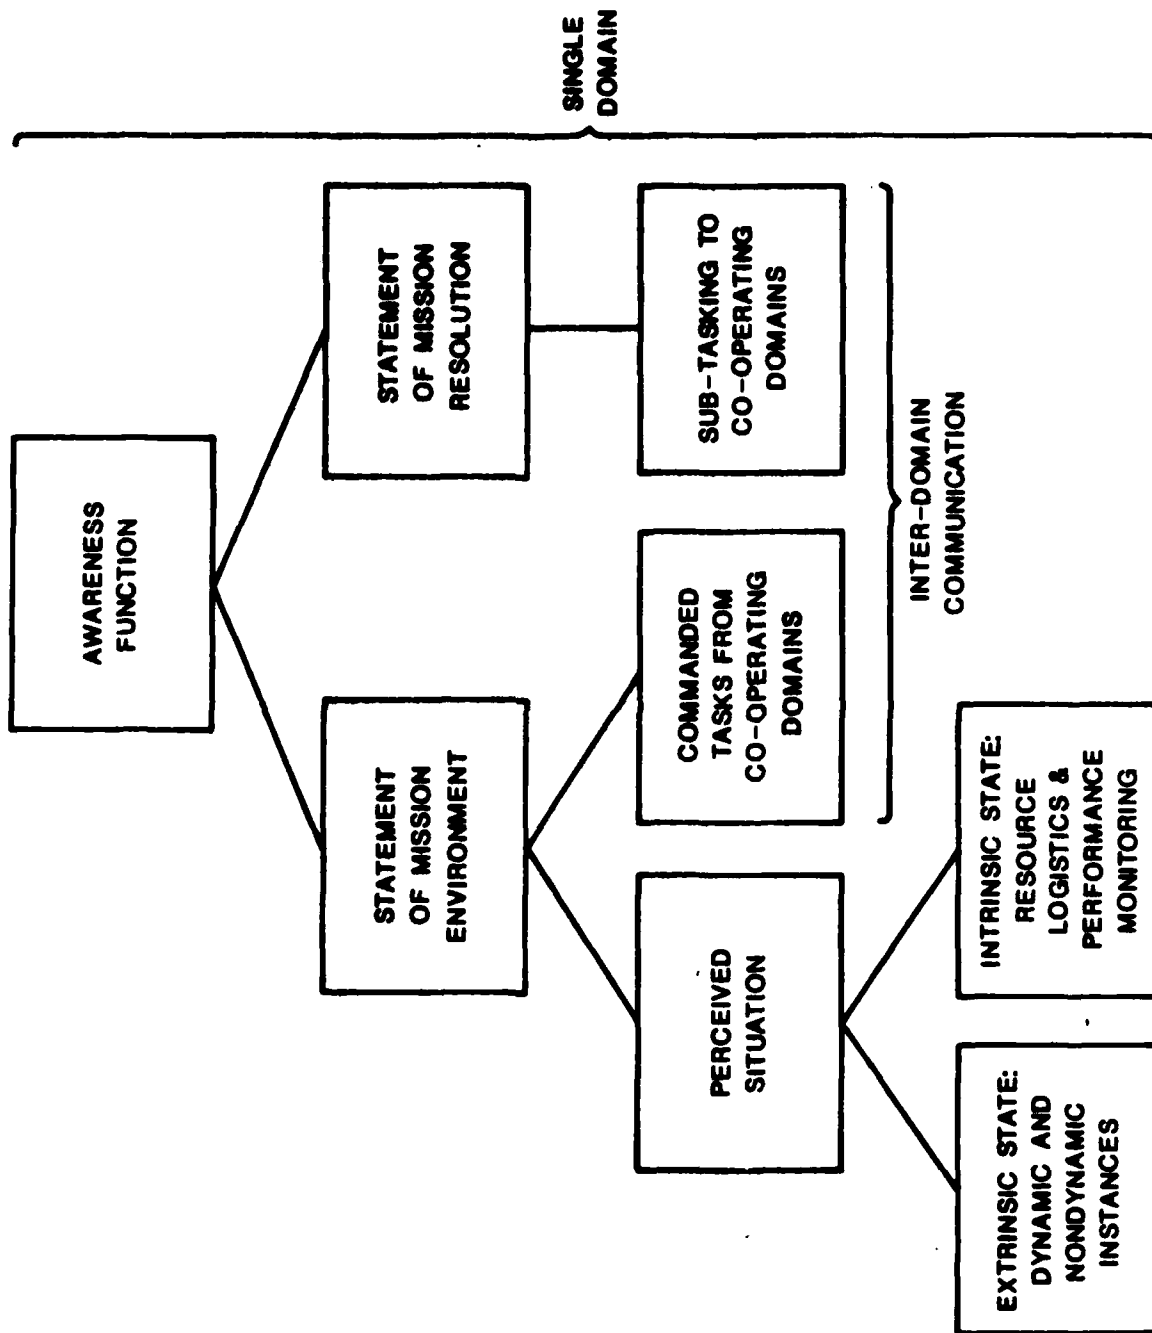 AWARENESS
FUNCTION
STATEMENT
OF MISSION
ENVIRONMENT
STATEMENT
OF MISSION
RESOLUTION
PERCEIVED
SITUATION
COMMANDED
TASKS FROM
CO-OPERATING
DOMAINS
SUB-TASKING TO
CO-OPERATING
DOMAINS
EXTRINSIC STATE:
DYNAMIC AND
NONDYNAMIC
INSTANCES
INTRINSIC STATE:
RESOURCE
LOGISTICS &
PERFORMANCE
MONITORING
INTER-DOMAIN
COMMUNICATION
SINGLE
DOMAIN